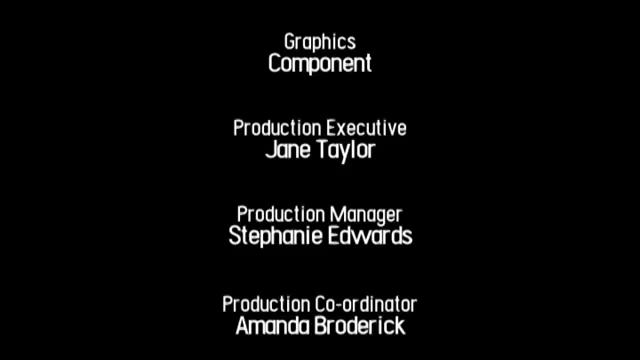 Graphics
Component
Production Executive
Jane Taylor
Production Manager
Stephanie Edwards
Production Co-ordinator
Amanda Broderick